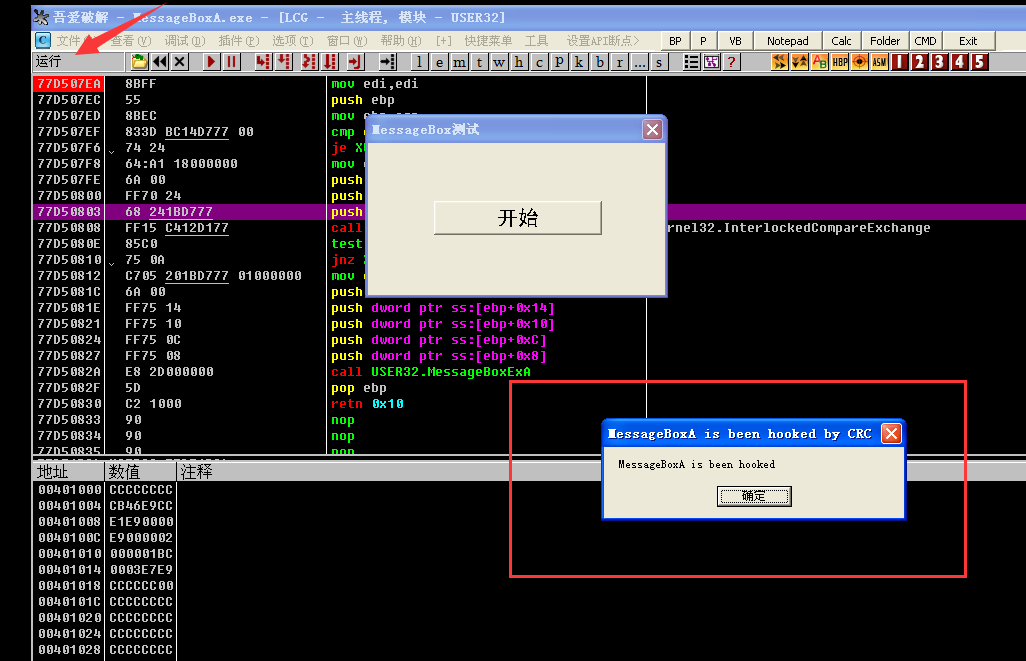 吾爱破解 - MessageBoxA.exe - [LCG - 主线程, 模块 - USER32]
C 文件 查看(V) 调试(D) 插件(P) 选项(T) 窗口(W) 帮助(H) [+] 快捷菜单 工具 设置API断点> BP P VB Notepad Calc Folder CMD Exit
运行 l e m t w h c p k b r ... s ? HBP ASM 1 2 3 4 5
77D507EA 8BFF mov edi,edi
77D507EC 55 push ebp
77D507ED 8BEC mov
77D507EF 833D BC14D777 00 cmp
77D507F6 74 24 je
77D507F8 64:A1 18000000 mov
77D507FE 6A 00 push
77D50800 FF70 24 push
77D50803 68 241BD777 push
77D50808 FF15 C412D177 call rnel32.InterlockedCompareExchange
77D5080E 85C0 test
77D50810 75 0A jnz
77D50812 C705 201BD777 01000000 mov
77D5081C 6A 00 push
77D5081E FF75 14 push dword ptr ss:[ebp+0x14]
77D50821 FF75 10 push dword ptr ss:[ebp+0x10]
77D50824 FF75 0C push dword ptr ss:[ebp+0xC]
77D50827 FF75 08 push dword ptr ss:[ebp+0x8]
77D5082A E8 2D000000 call USER32.MessageBoxExA
77D5082F 5D pop ebp
77D50830 C2 1000 retn 0x10
77D50833 90 nop
77D50834 90 nop
77D50835 90 nop
MessageBox测试
开始
MessageBoxA is been hooked by CRC
MessageBoxA is been hooked
确定
地址 数值 注释
00401000 CCCCCCCC
00401004 CB46E9CC
00401008 E1E90000
0040100C E9000002
00401010 000001BC
00401014 0003E7E9
00401018 CCCCCC00
0040101C CCCCCCCC
00401020 CCCCCCCC
00401024 CCCCCCCC
00401028 CCCCCCCC